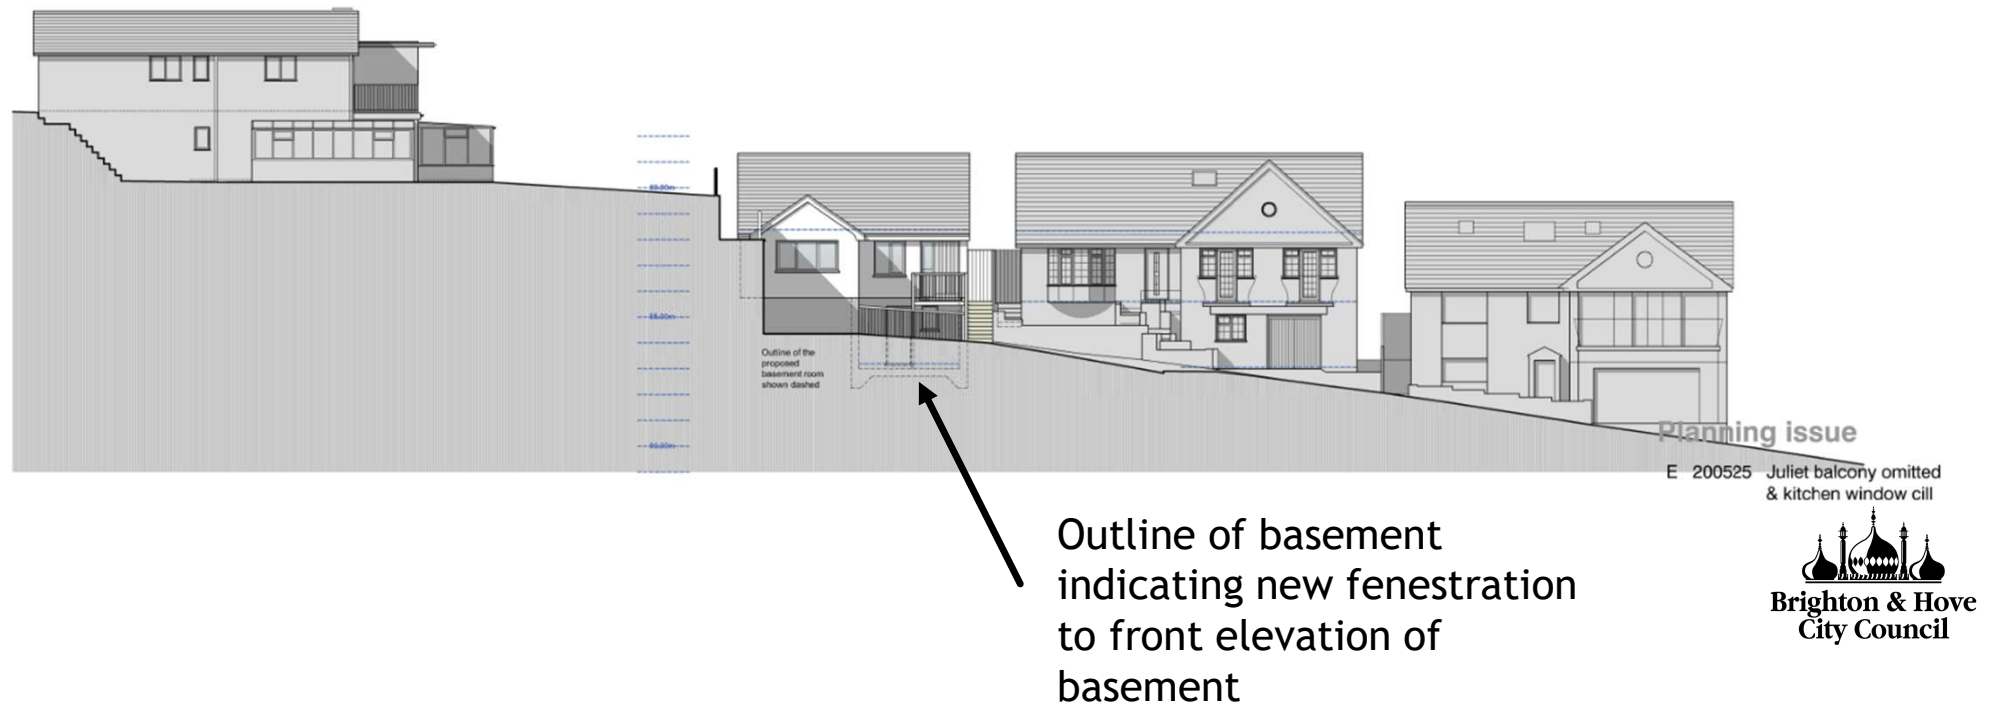 Outline of the
proposed
basement room
shown dashed
Planning issue
E 200525 Juliet balcony omitted
& kitchen window cill
Outline of basement
indicating new fenestration
to front elevation of
basement
Brighton & Hove
City Council